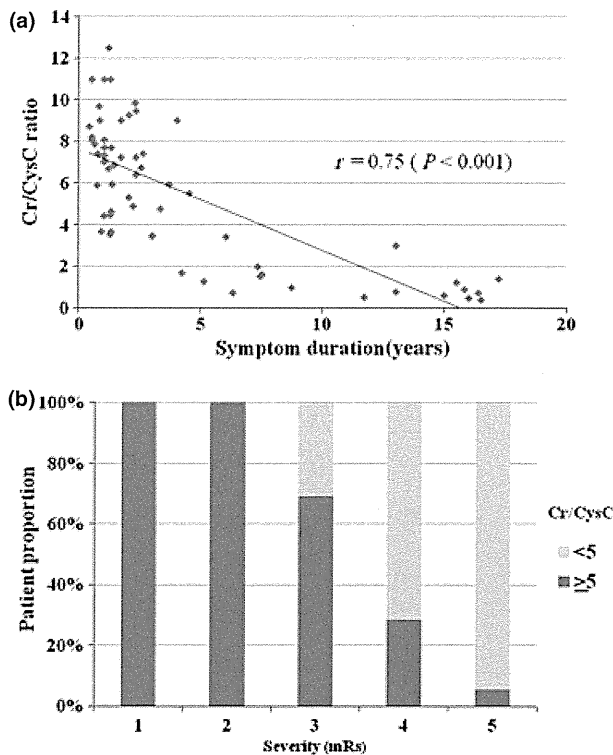 (a)
14
12
10
8
6
4
2
0
Cr/CysC ratio
r = 0.75 ( P < 0.001)
0 5 10 15 20
Symptom duration(years)
(b)
100%
80%
60%
40%
20%
0%
Patient proportion
Cr/CysC
<5
≥5
1 2 3 4 5
Severity (mRs)